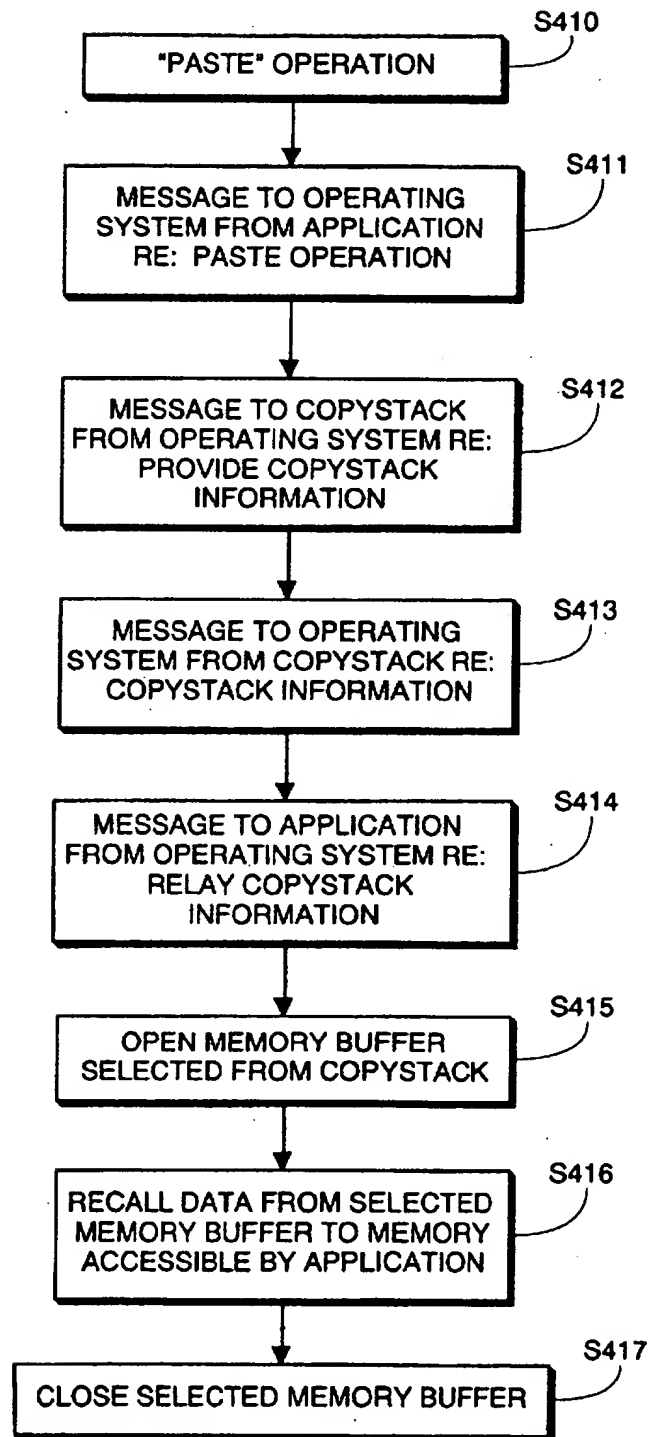 S410
"PASTE" OPERATION
S411
MESSAGE TO OPERATING
SYSTEM FROM APPLICATION
RE: PASTE OPERATION
S412
MESSAGE TO COPYSTACK
FROM OPERATING SYSTEM RE:
PROVIDE COPYSTACK
INFORMATION
S413
MESSAGE TO OPERATING
SYSTEM FROM COPYSTACK RE:
COPYSTACK INFORMATION
S414
MESSAGE TO APPLICATION
FROM OPERATING SYSTEM RE:
RELAY COPYSTACK
INFORMATION
S415
OPEN MEMORY BUFFER
SELECTED FROM COPYSTACK
S416
RECALL DATA FROM SELECTED
MEMORY BUFFER TO MEMORY
ACCESSIBLE BY APPLICATION
S417
CLOSE SELECTED MEMORY BUFFER